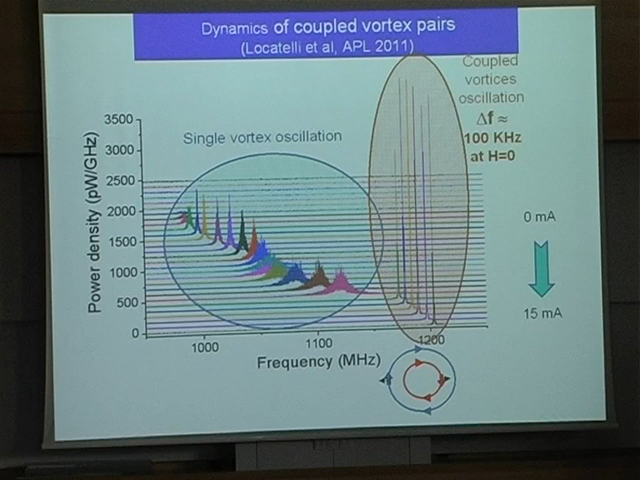 Dynamics of coupled vortex pairs
(Locatelli et al, APL 2011)
Coupled
vortices
oscillation
Δf ≈
100 KHz
at H=0
Single vortex oscillation
Power density (pW/GHz)
3500
3000
2500
2000
1500
1000
500
0
0 mA
15 mA
1000
1100
1200
Frequency (MHz)